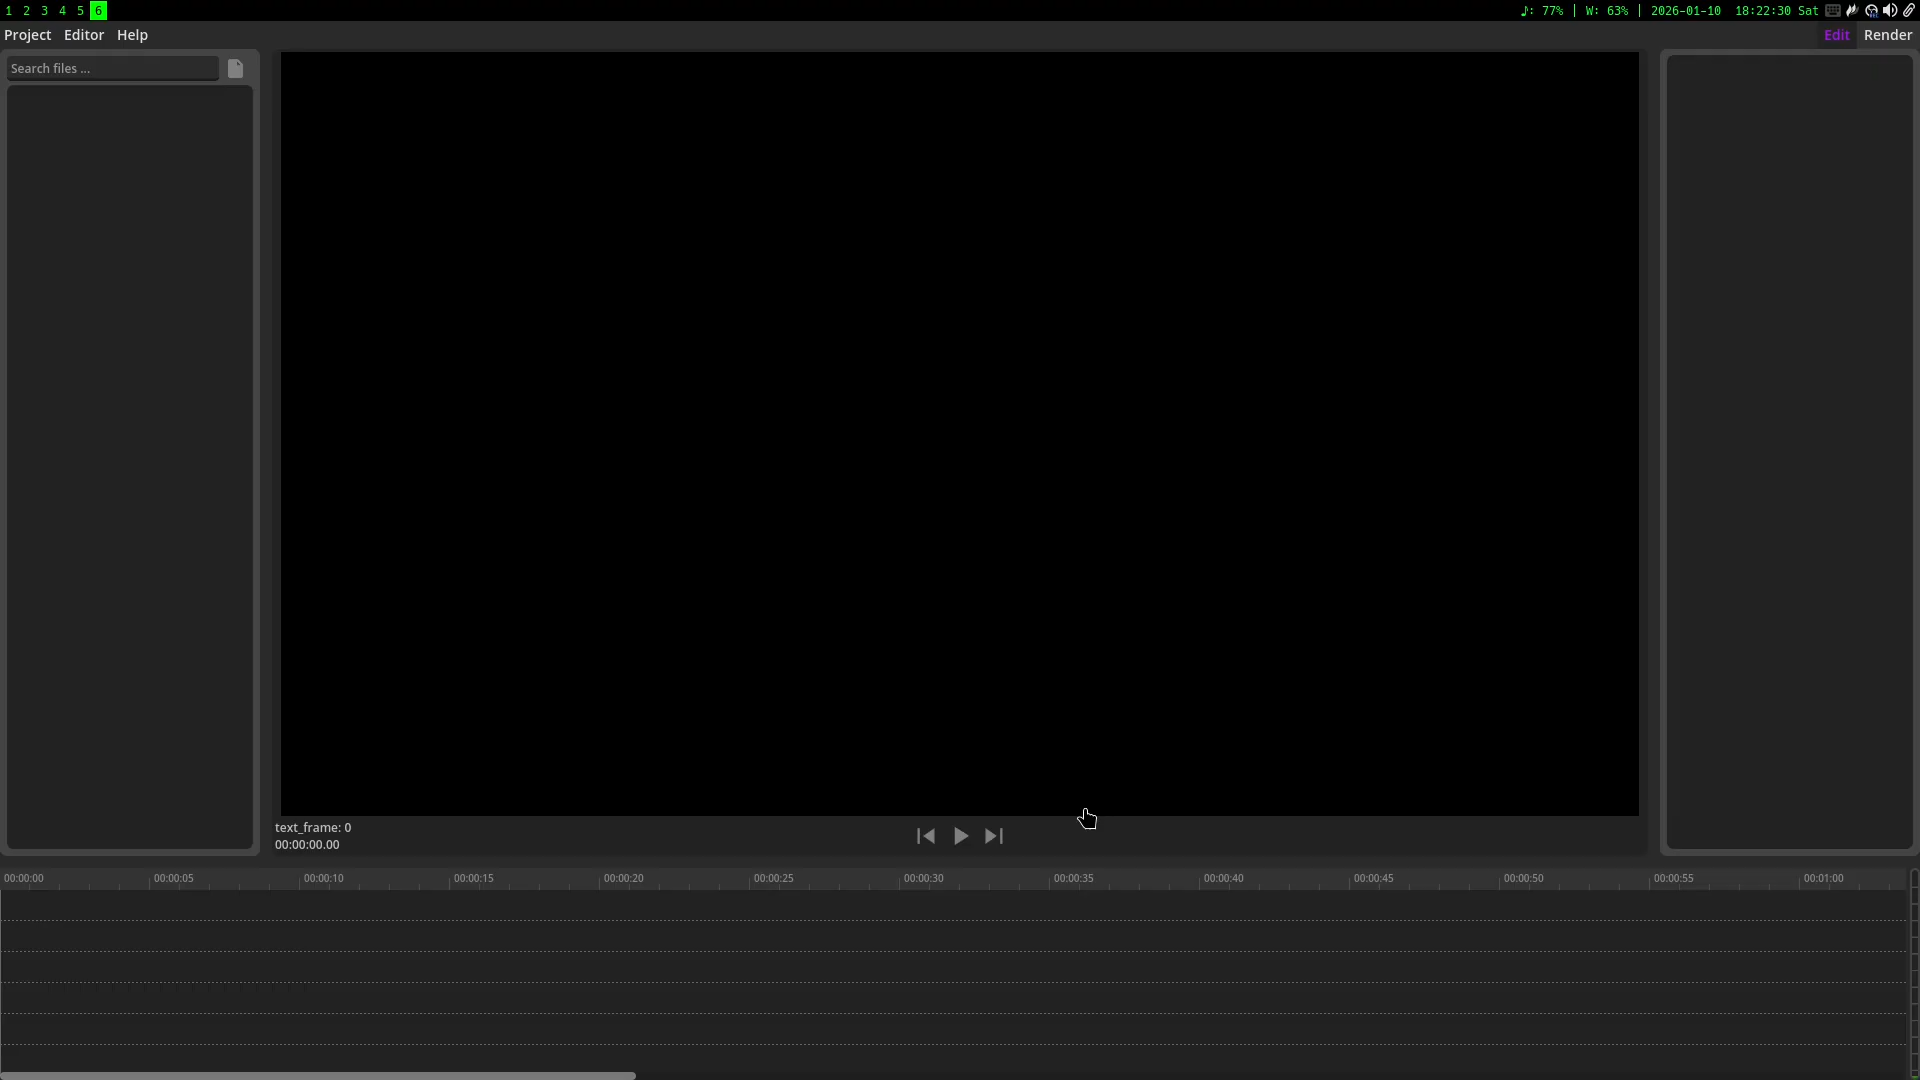 1 2 3 4 5 6
♪: 77% | W: 63% | 2026-01-10 18:22:30 Sat
Project Editor Help
Edit Render
Search files ...
text_frame: 0
00:00:00.00
00:00:00 00:00:05 00:00:10 00:00:15 00:00:20 00:00:25 00:00:30 00:00:35 00:00:40 00:00:45 00:00:50 00:00:55 00:01:00